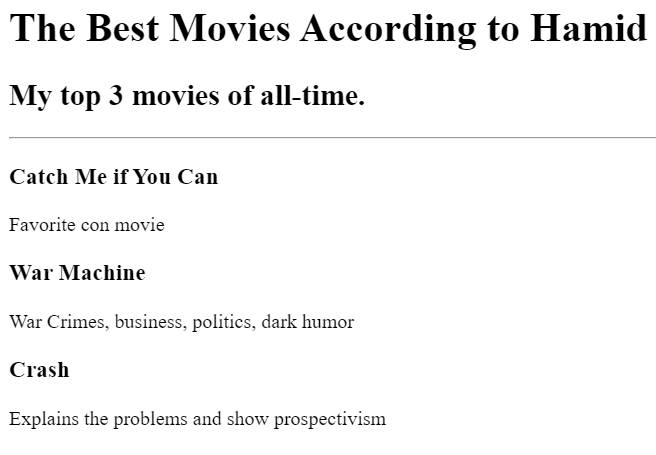 The Best Movies According to Hamid
My top 3 movies of all-time.
Catch Me if You Can
Favorite con movie
War Machine
War Crimes, business, politics, dark humor
Crash
Explains the problems and show prospectivism